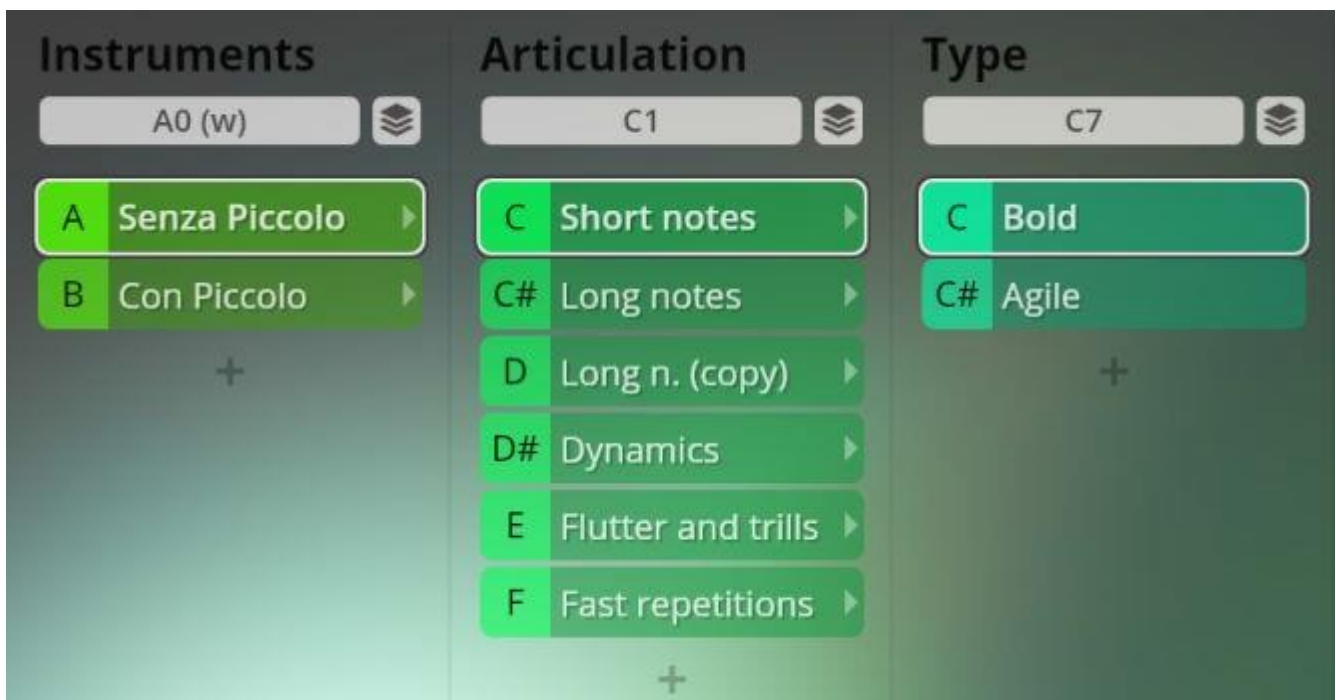 Instruments
A0 (w)
A Senza Piccolo
B Con Piccolo
+
Articulation
C1
C Short notes
C# Long notes
D Long n. (copy)
D# Dynamics
E Flutter and trills
F Fast repetitions
+
Type
C7
C Bold
C# Agile
+